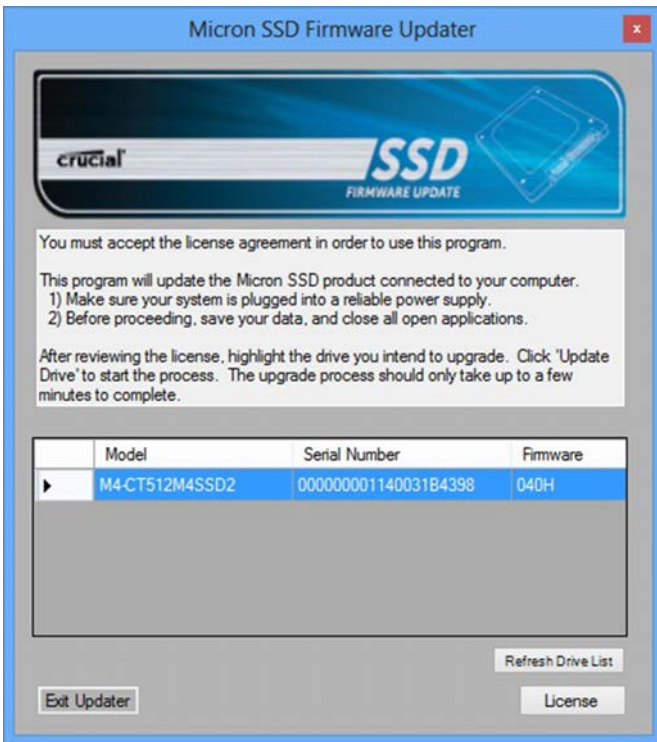 Micron SSD Firmware Updater
x
crucial
SSD
FIRMWARE UPDATE
You must accept the license agreement in order to use this program.
This program will update the Micron SSD product connected to your computer.
1) Make sure your system is plugged into a reliable power supply.
2) Before proceeding, save your data, and close all open applications.
After reviewing the license, highlight the drive you intend to upgrade. Click 'Update
Drive' to start the process. The upgrade process should only take up to a few
minutes to complete.
Model Serial Number Firmware
M4-CT512M4SSD2 000000001140031B4398 040H
Refresh Drive List
Exit Updater License